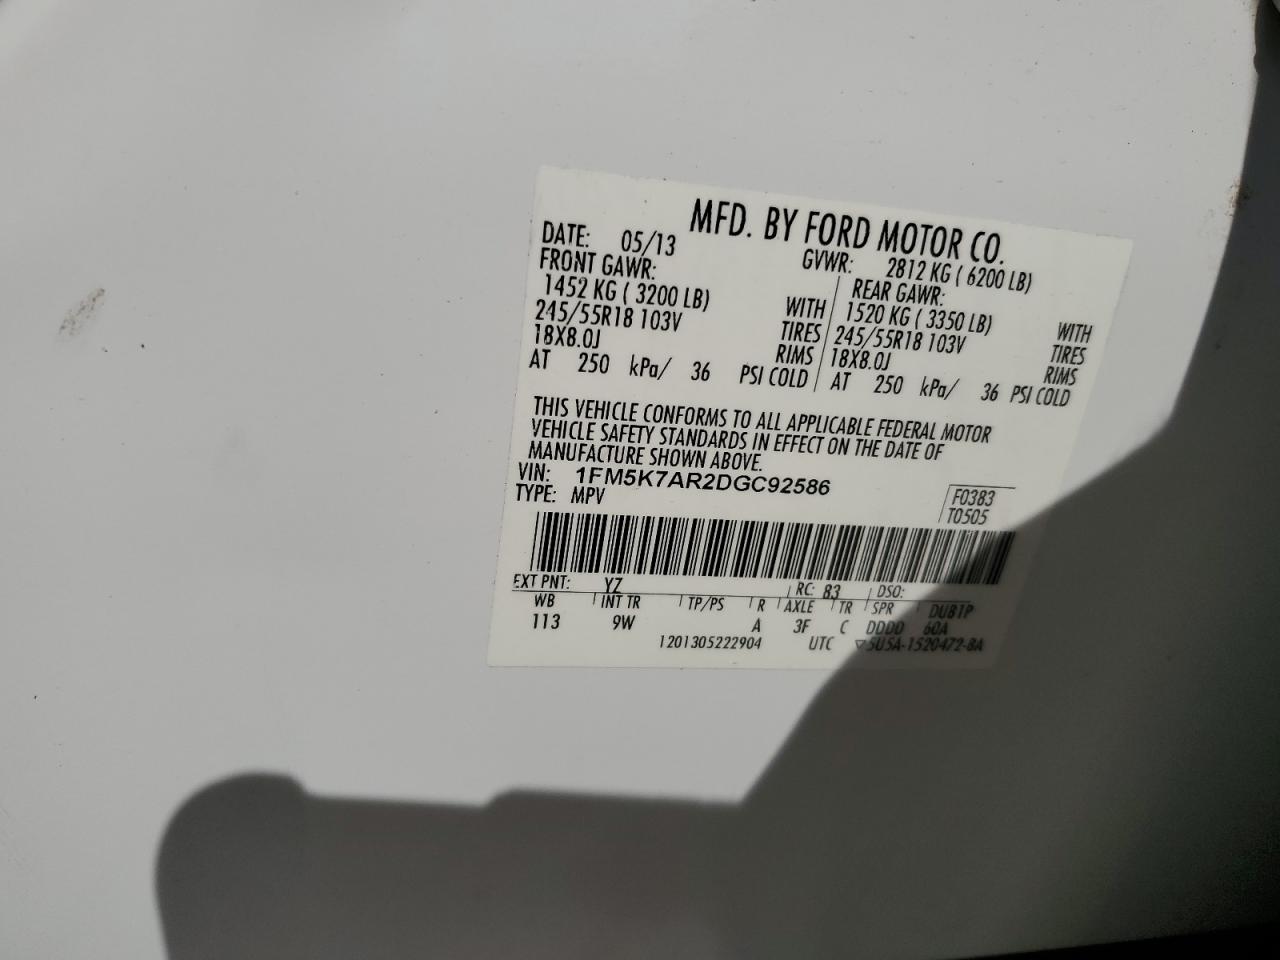 MFD. BY FORD MOTOR CO.
DATE: 05/13 GVWR: 2812 KG ( 6200 LB)
FRONT GAWR: REAR GAWR:
1452 KG ( 3200 LB) WITH 1520 KG ( 3350 LB) WITH
245/55R18 103V TIRES 245/55R18 103V TIRES
18X8.0J RIMS 18X8.0J RIMS
AT 250 kPa/ 36 PSI COLD AT 250 kPa/ 36 PSI COLD
THIS VEHICLE CONFORMS TO ALL APPLICABLE FEDERAL MOTOR
VEHICLE SAFETY STANDARDS IN EFFECT ON THE DATE OF
MANUFACTURE SHOWN ABOVE.
VIN: 1FM5K7AR2DGC92586
TYPE: MPV
F0383
T0505
EXT PNT: YZ RC: 83 DSO:
WB INT TR TP/PS R AXLE TR SPR DUB1P
113 9W A 3F C DDDD 60A
1201305222904 UTC ▽5U5A-1520472-BA